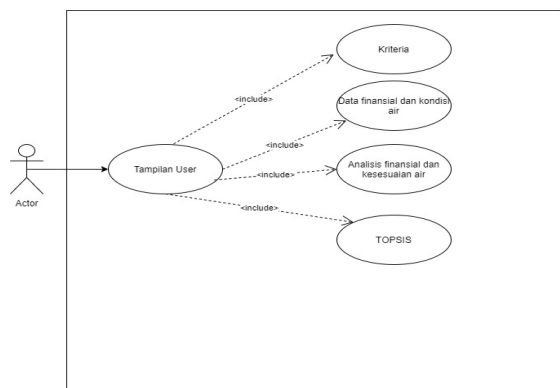 Kriteria
<include>
Data finansial dan kondisi
air
<include>
Tampilan User
Analisis finansial dan
kesesuaian air
<include>
Actor
<include>
TOPSIS